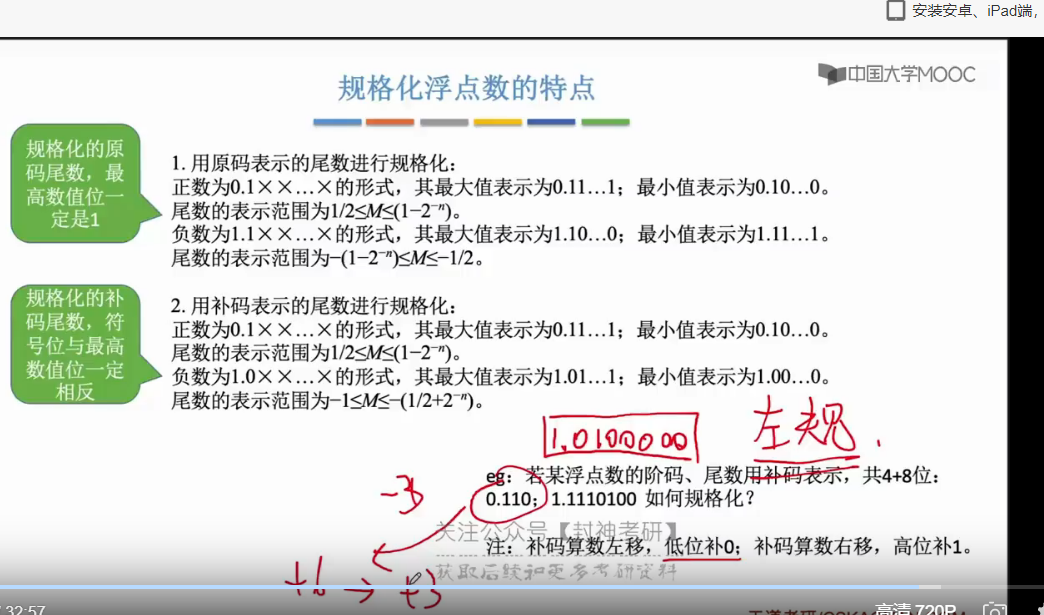 安装安卓、iPad端,
中国大学MOOC
规格化浮点数的特点
规格化的原
码尾数，最
高数值位一
定是1
1. 用原码表示的尾数进行规格化：
正数为0.1××…×的形式，其最大值表示为0.11…1；最小值表示为0.10…0。
尾数的表示范围为1/2≤M≤(1−2⁻ⁿ)。
负数为1.1××…×的形式，其最大值表示为1.10…0；最小值表示为1.11…1。
尾数的表示范围为−(1−2⁻ⁿ)≤M≤−1/2。
规格化的补
码尾数，符
号位与最高
数值位一定
相反
2. 用补码表示的尾数进行规格化：
正数为0.1××…×的形式，其最大值表示为0.11…1；最小值表示为0.10…0。
尾数的表示范围为1/2≤M≤(1−2⁻ⁿ)。
负数为1.0××…×的形式，其最大值表示为1.01…1；最小值表示为1.00…0。
尾数的表示范围为−1≤M≤−(1/2+2⁻ⁿ)。
1.0100000
左规.
eg：若某浮点数的阶码、尾数用补码表示，共4+8位：
-3
0.110；1.1110100 如何规格化？
关注公众号【封神考研】
注：补码算数左移，低位补0；补码算数右移，高位补1。
获取后续和更多考研资料
+6 → +3
32:57
高清 720P